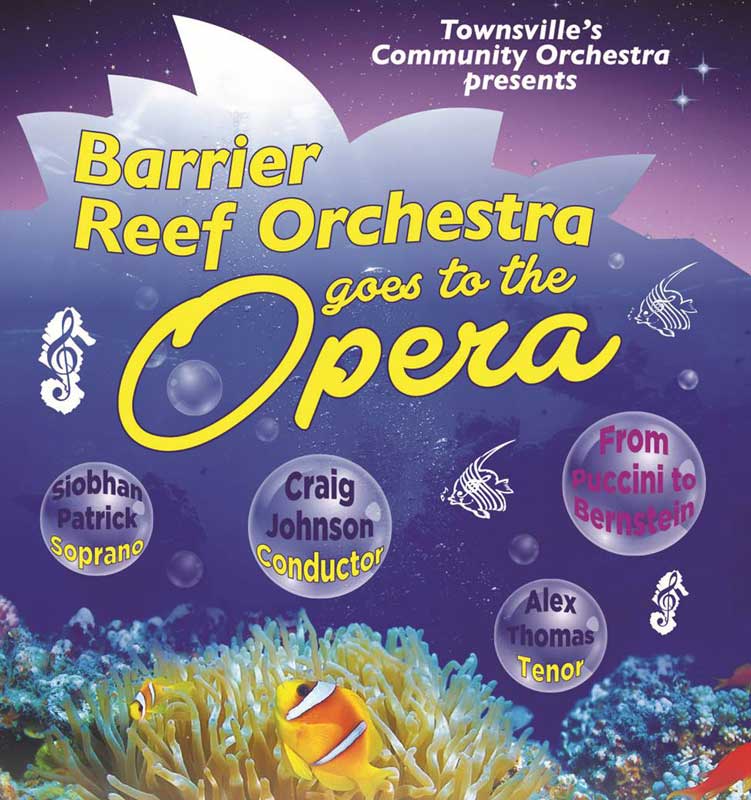 Townsville's
Community Orchestra
presents
Barrier
Reef Orchestra
goes to the
Opera
Siobhan
Patrick
Soprano
Craig
Johnson
Conductor
From
Puccini to
Bernstein
Alex
Thomas
Tenor